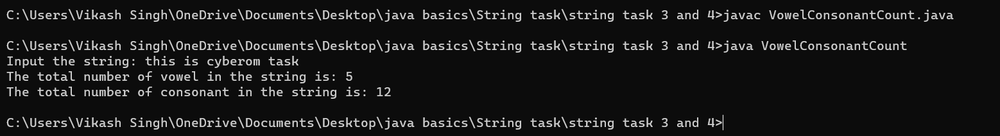 C:\Users\Vikash Singh\OneDrive\Documents\Desktop\java basics\String task\string task 3 and 4>javac VowelConsonantCount.java
C:\Users\Vikash Singh\OneDrive\Documents\Desktop\java basics\String task\string task 3 and 4>java VowelConsonantCount
Input the string: this is cyberom task
The total number of vowel in the string is: 5
The total number of consonant in the string is: 12
C:\Users\Vikash Singh\OneDrive\Documents\Desktop\java basics\String task\string task 3 and 4>